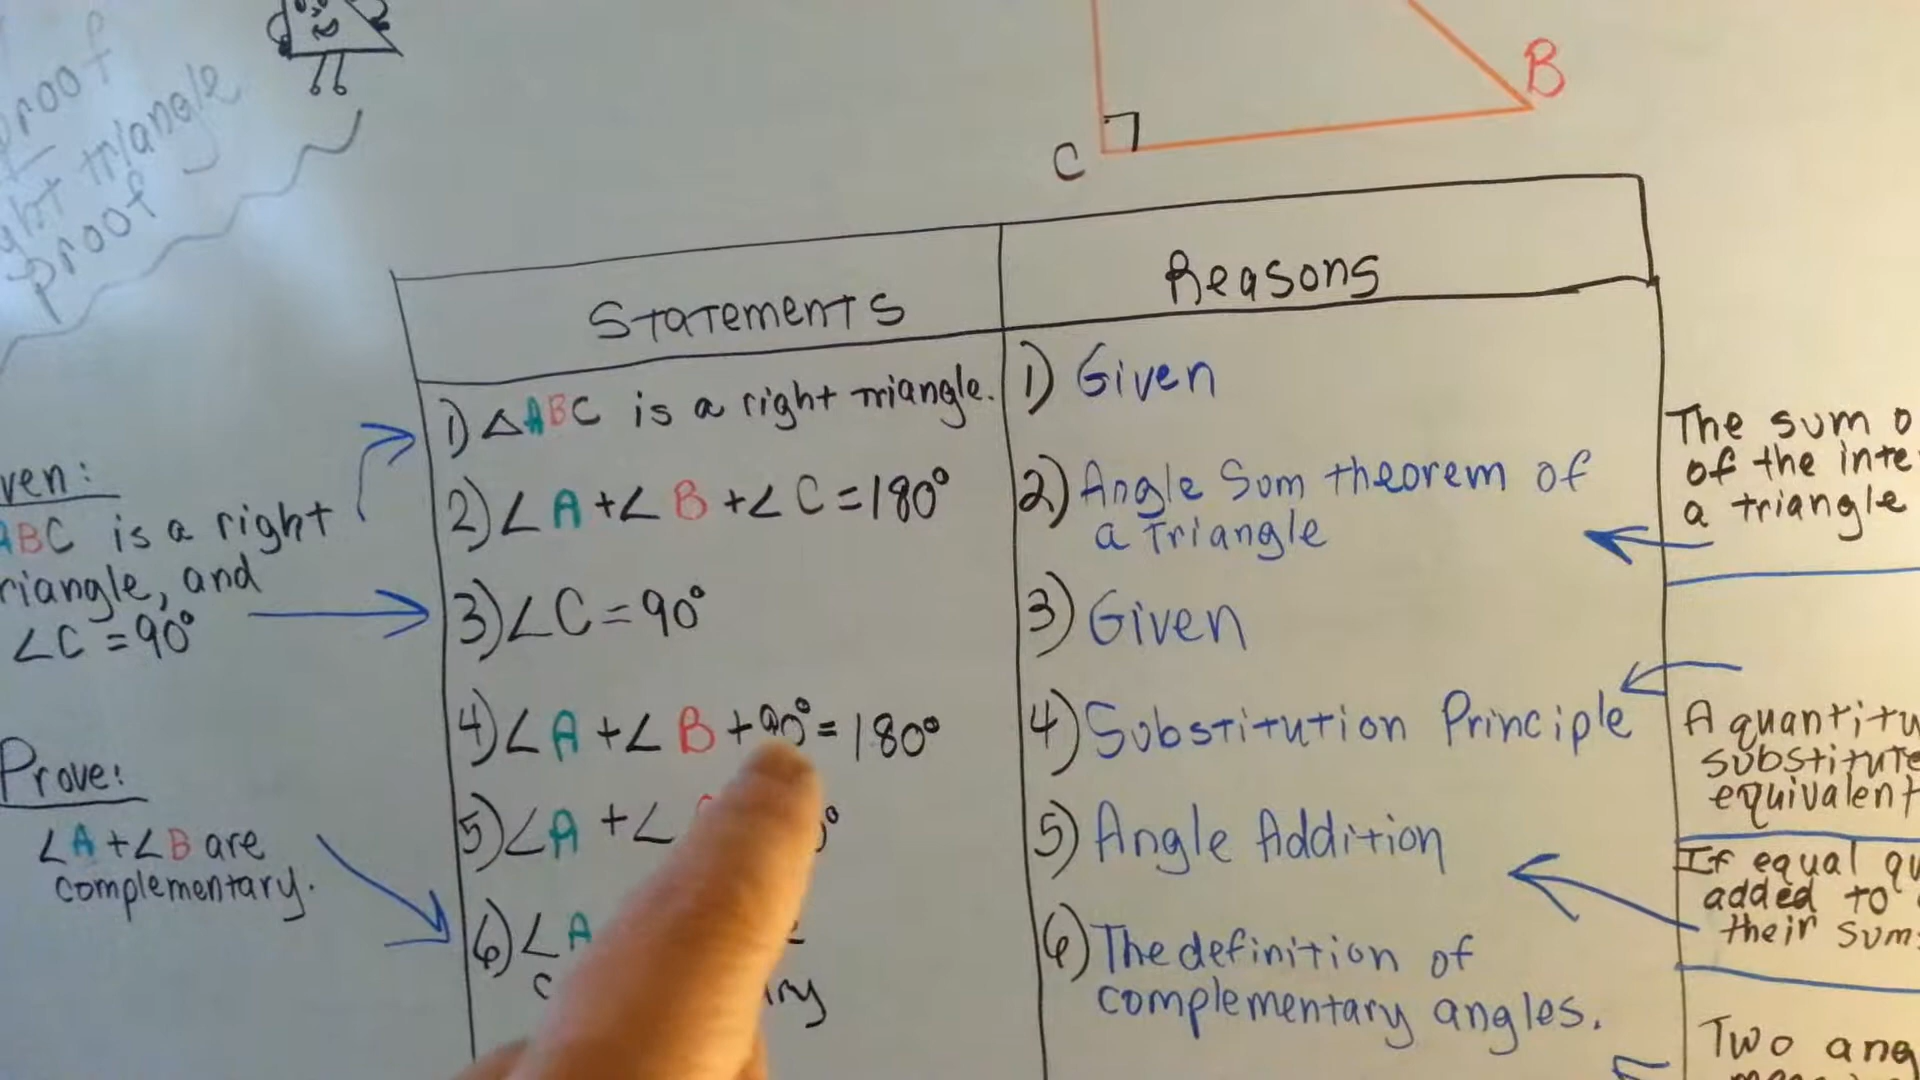 proof
triangle
proof
B
C
Statements
Reasons
1) △ABC is a right triangle.
1) Given
2) ∠A + ∠B + ∠C = 180°
2) Angle Sum theorem of
a Triangle
3) ∠C = 90°
3) Given
4) ∠A + ∠B + 90° = 180°
4) Substitution Principle
5) ∠A + ∠
5) Angle Addition
6) ∠A
6) The definition of
complementary angles.
ven:
ABC is a right
riangle, and
∠C = 90°
Prove:
∠A + ∠B are
complementary.
The sum o
of the inte
a triangle
A quantity
substitute
equivalent
If equal qu
added to
their sum
Two ang